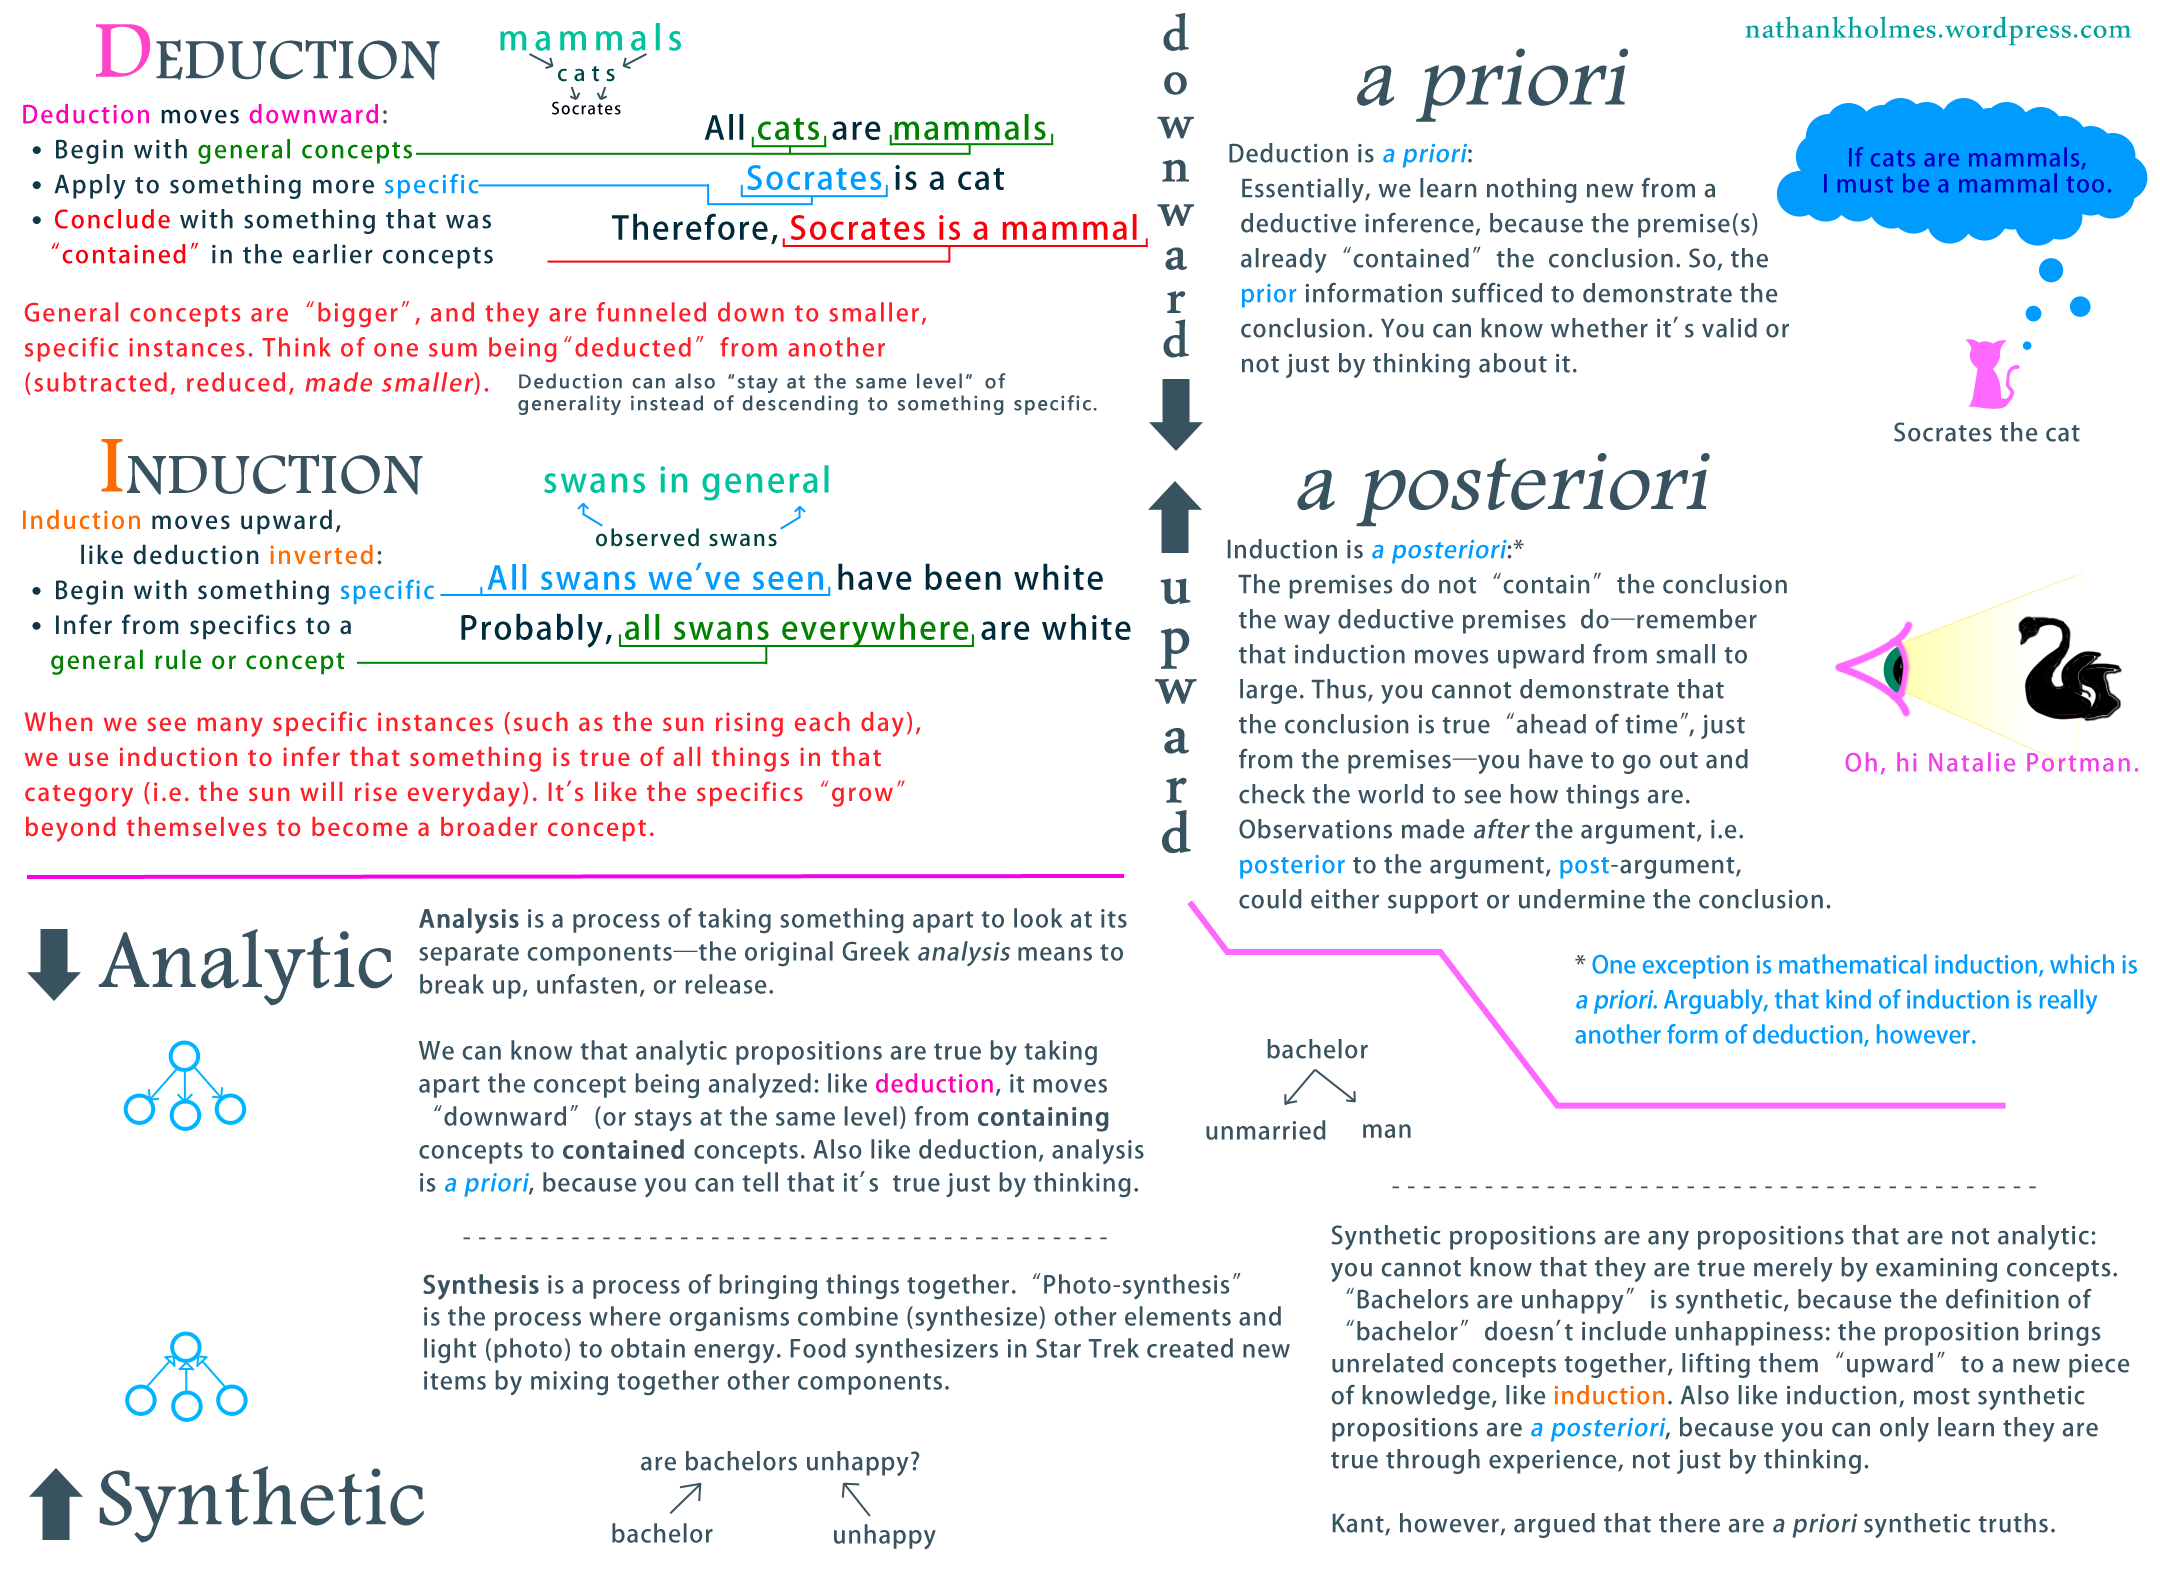 nathankholmes.wordpress.com
DEDUCTION
mammals
cats
Socrates
Deduction moves downward:
• Begin with general concepts
• Apply to something more specific
• Conclude with something that was
“contained” in the earlier concepts
All cats are mammals
Socrates is a cat
Therefore, Socrates is a mammal
General concepts are “bigger”, and they are funneled down to smaller,
specific instances. Think of one sum being “deducted” from another
(subtracted, reduced, made smaller).
Deduction can also “stay at the same level” of
generality instead of descending to something specific.
downward
a priori
Deduction is a priori:
Essentially, we learn nothing new from a
deductive inference, because the premise(s)
already “contained” the conclusion. So, the
prior information sufficed to demonstrate the
conclusion. You can know whether it’s valid or
not just by thinking about it.
If cats are mammals,
I must be a mammal too.
Socrates the cat
INDUCTION
swans in general
observed swans
Induction moves upward,
like deduction inverted:
• Begin with something specific
• Infer from specifics to a
general rule or concept
All swans we’ve seen have been white
Probably, all swans everywhere are white
When we see many specific instances (such as the sun rising each day),
we use induction to infer that something is true of all things in that
category (i.e. the sun will rise everyday). It’s like the specifics “grow”
beyond themselves to become a broader concept.
upward
a posteriori
Induction is a posteriori:*
The premises do not “contain” the conclusion
the way deductive premises do—remember
that induction moves upward from small to
large. Thus, you cannot demonstrate that
the conclusion is true “ahead of time”, just
from the premises—you have to go out and
check the world to see how things are.
Observations made after the argument, i.e.
posterior to the argument, post-argument,
could either support or undermine the conclusion.
Oh, hi Natalie Portman.
* One exception is mathematical induction, which is
a priori. Arguably, that kind of induction is really
another form of deduction, however.
Analytic
Analysis is a process of taking something apart to look at its
separate components—the original Greek analysis means to
break up, unfasten, or release.
We can know that analytic propositions are true by taking
apart the concept being analyzed: like deduction, it moves
“downward” (or stays at the same level) from containing
concepts to contained concepts. Also like deduction, analysis
is a priori, because you can tell that it’s true just by thinking.
bachelor
unmarried
man
Synthesis is a process of bringing things together. “Photo-synthesis”
is the process where organisms combine (synthesize) other elements and
light (photo) to obtain energy. Food synthesizers in Star Trek created new
items by mixing together other components.
Synthetic
are bachelors unhappy?
bachelor
unhappy
Synthetic propositions are any propositions that are not analytic:
you cannot know that they are true merely by examining concepts.
“Bachelors are unhappy” is synthetic, because the definition of
“bachelor” doesn’t include unhappiness: the proposition brings
unrelated concepts together, lifting them “upward” to a new piece
of knowledge, like induction. Also like induction, most synthetic
propositions are a posteriori, because you can only learn they are
true through experience, not just by thinking.
Kant, however, argued that there are a priori synthetic truths.